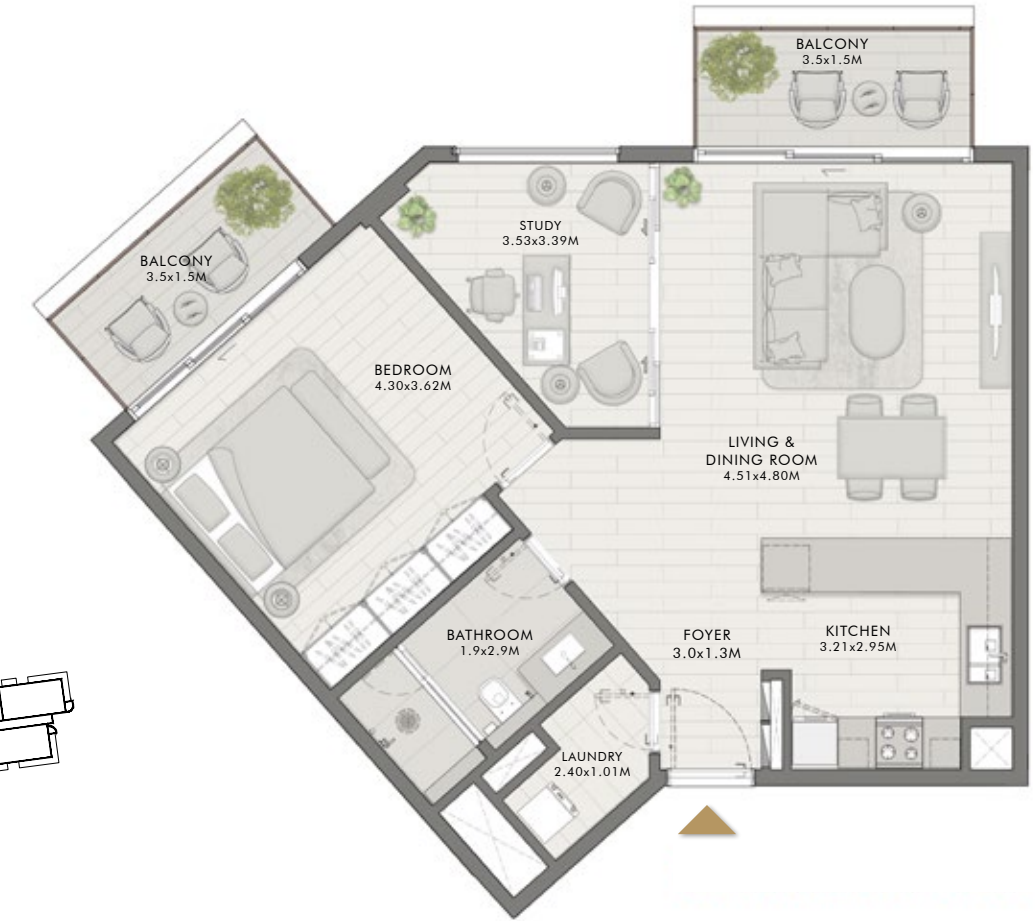 BALCONY
3.5x1.5M
STUDY
3.53x3.39M
BALCONY
3.5x1.5M
BEDROOM
4.30x3.62M
LIVING &
DINING ROOM
4.51x4.80M
BATHROOM
1.9x2.9M
FOYER
3.0x1.3M
KITCHEN
3.21x2.95M
LAUNDRY
2.40x1.01M